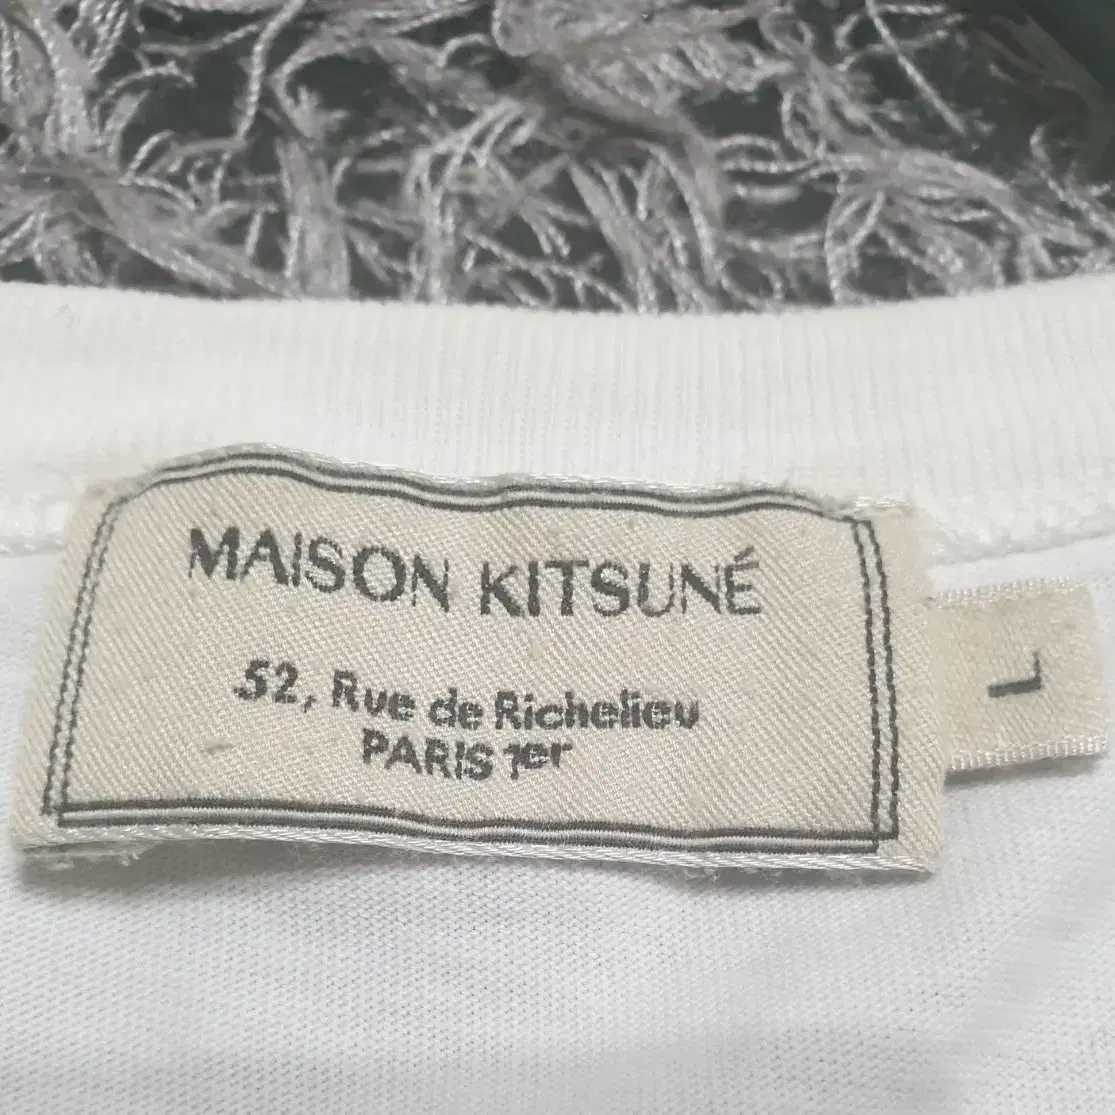 MAISON KITSUNÉ
52, Rue de Richelieu
PARIS 1er
L